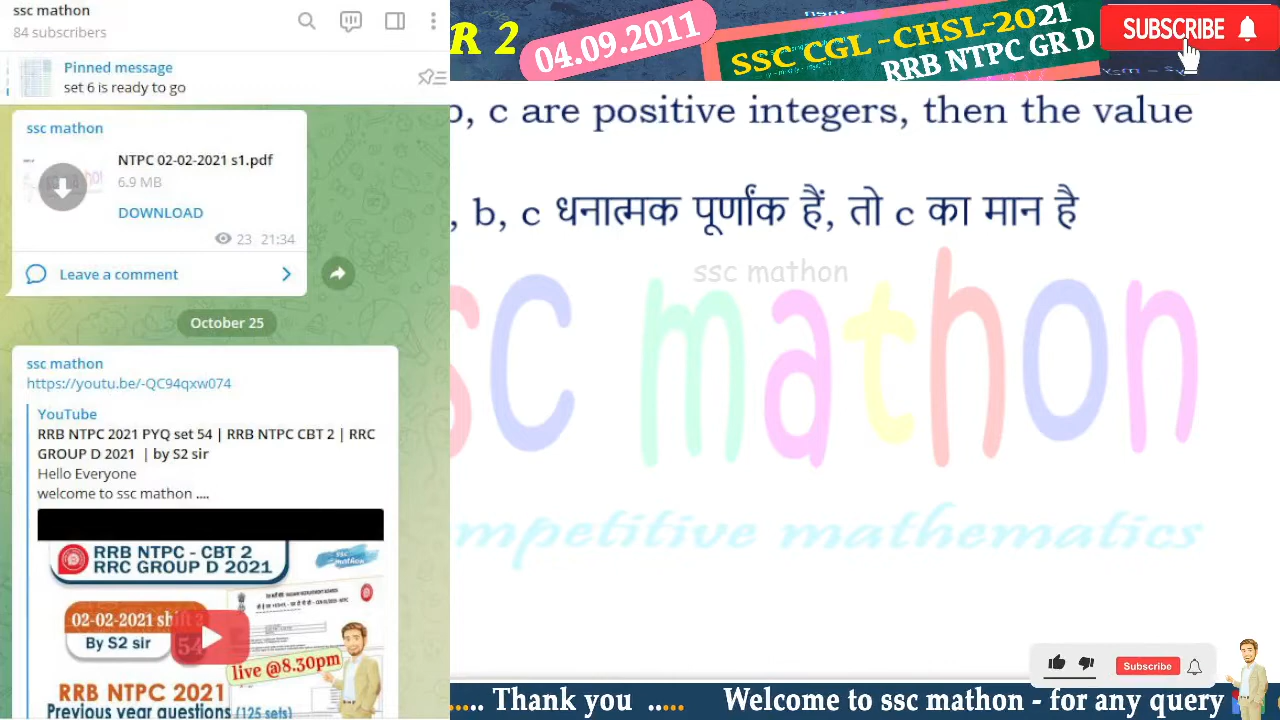 ssc mathon
84 subscribers
Pinned message
set 6 is ready to go
ssc mathon
NTPC 02-02-2021 s1.pdf
6.9 MB
DOWNLOAD
23 21:34
Leave a comment
October 25
ssc mathon
https://youtu.be/-QC94qxw074
YouTube
RRB NTPC 2021 PYQ set 54 | RRB NTPC CBT 2 | RRC
GROUP D 2021 | by S2 sir
Hello Everyone
welcome to ssc mathon ....
RRB NTPC - CBT 2
RRC GROUP D 2021
02-02-2021 shift 3
By S2 sir
54
live @8.30pm
RRB NTPC 2021
Previous year questions (125 sets)
R 2
04.09.2011
SSC CGL -CHSL-2021
RRB NTPC GR D
SUBSCRIBE
b, c are positive integers, then the value
, b, c धनात्मक पूर्णांक हैं, तो c का मान है
ssc mathon
sc mathon
mpetitive mathematics
Subscribe
..... Thank you ..... Welcome to ssc mathon - for any query